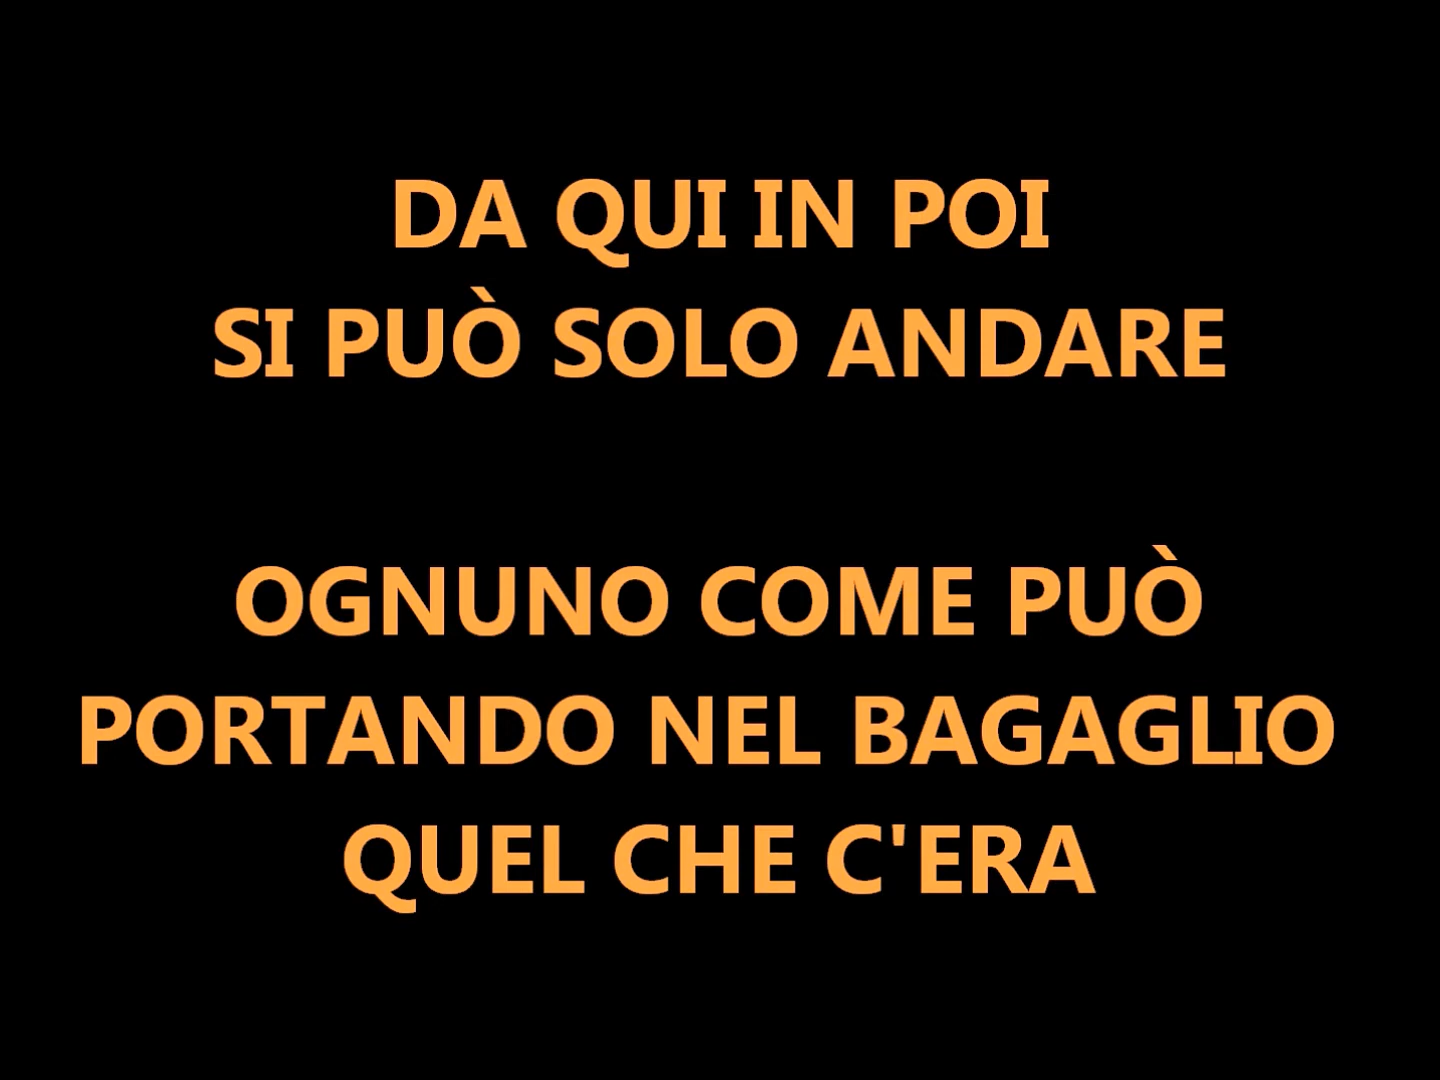 DA QUI IN POI
SI PUÒ SOLO ANDARE
OGNUNO COME PUÒ
PORTANDO NEL BAGAGLIO
QUEL CHE C'ERA